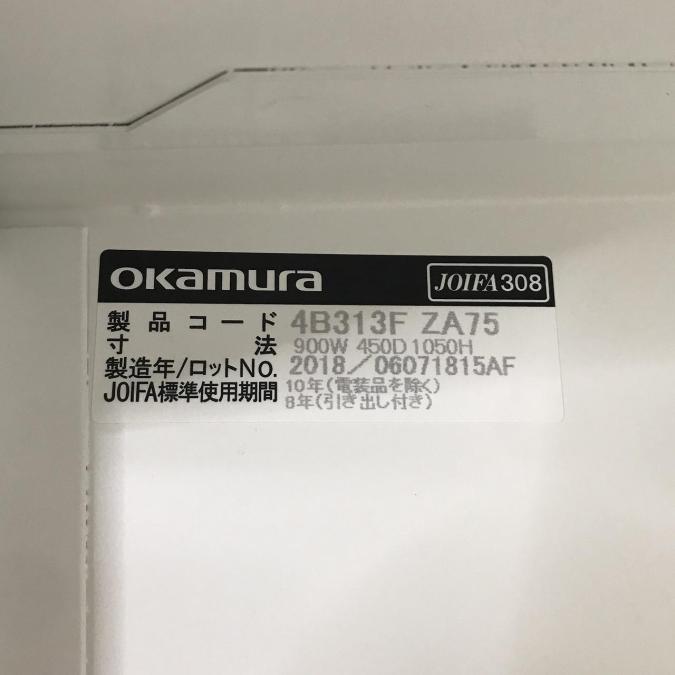 okamura JOIFA308
製品コード 4B313F ZA75
寸法 900W 450D 1050H
製造年/ロットNo. 2018/06071815AF
JOIFA標準使用期間 10年(電装品を除く)
8年(引き出し付き)